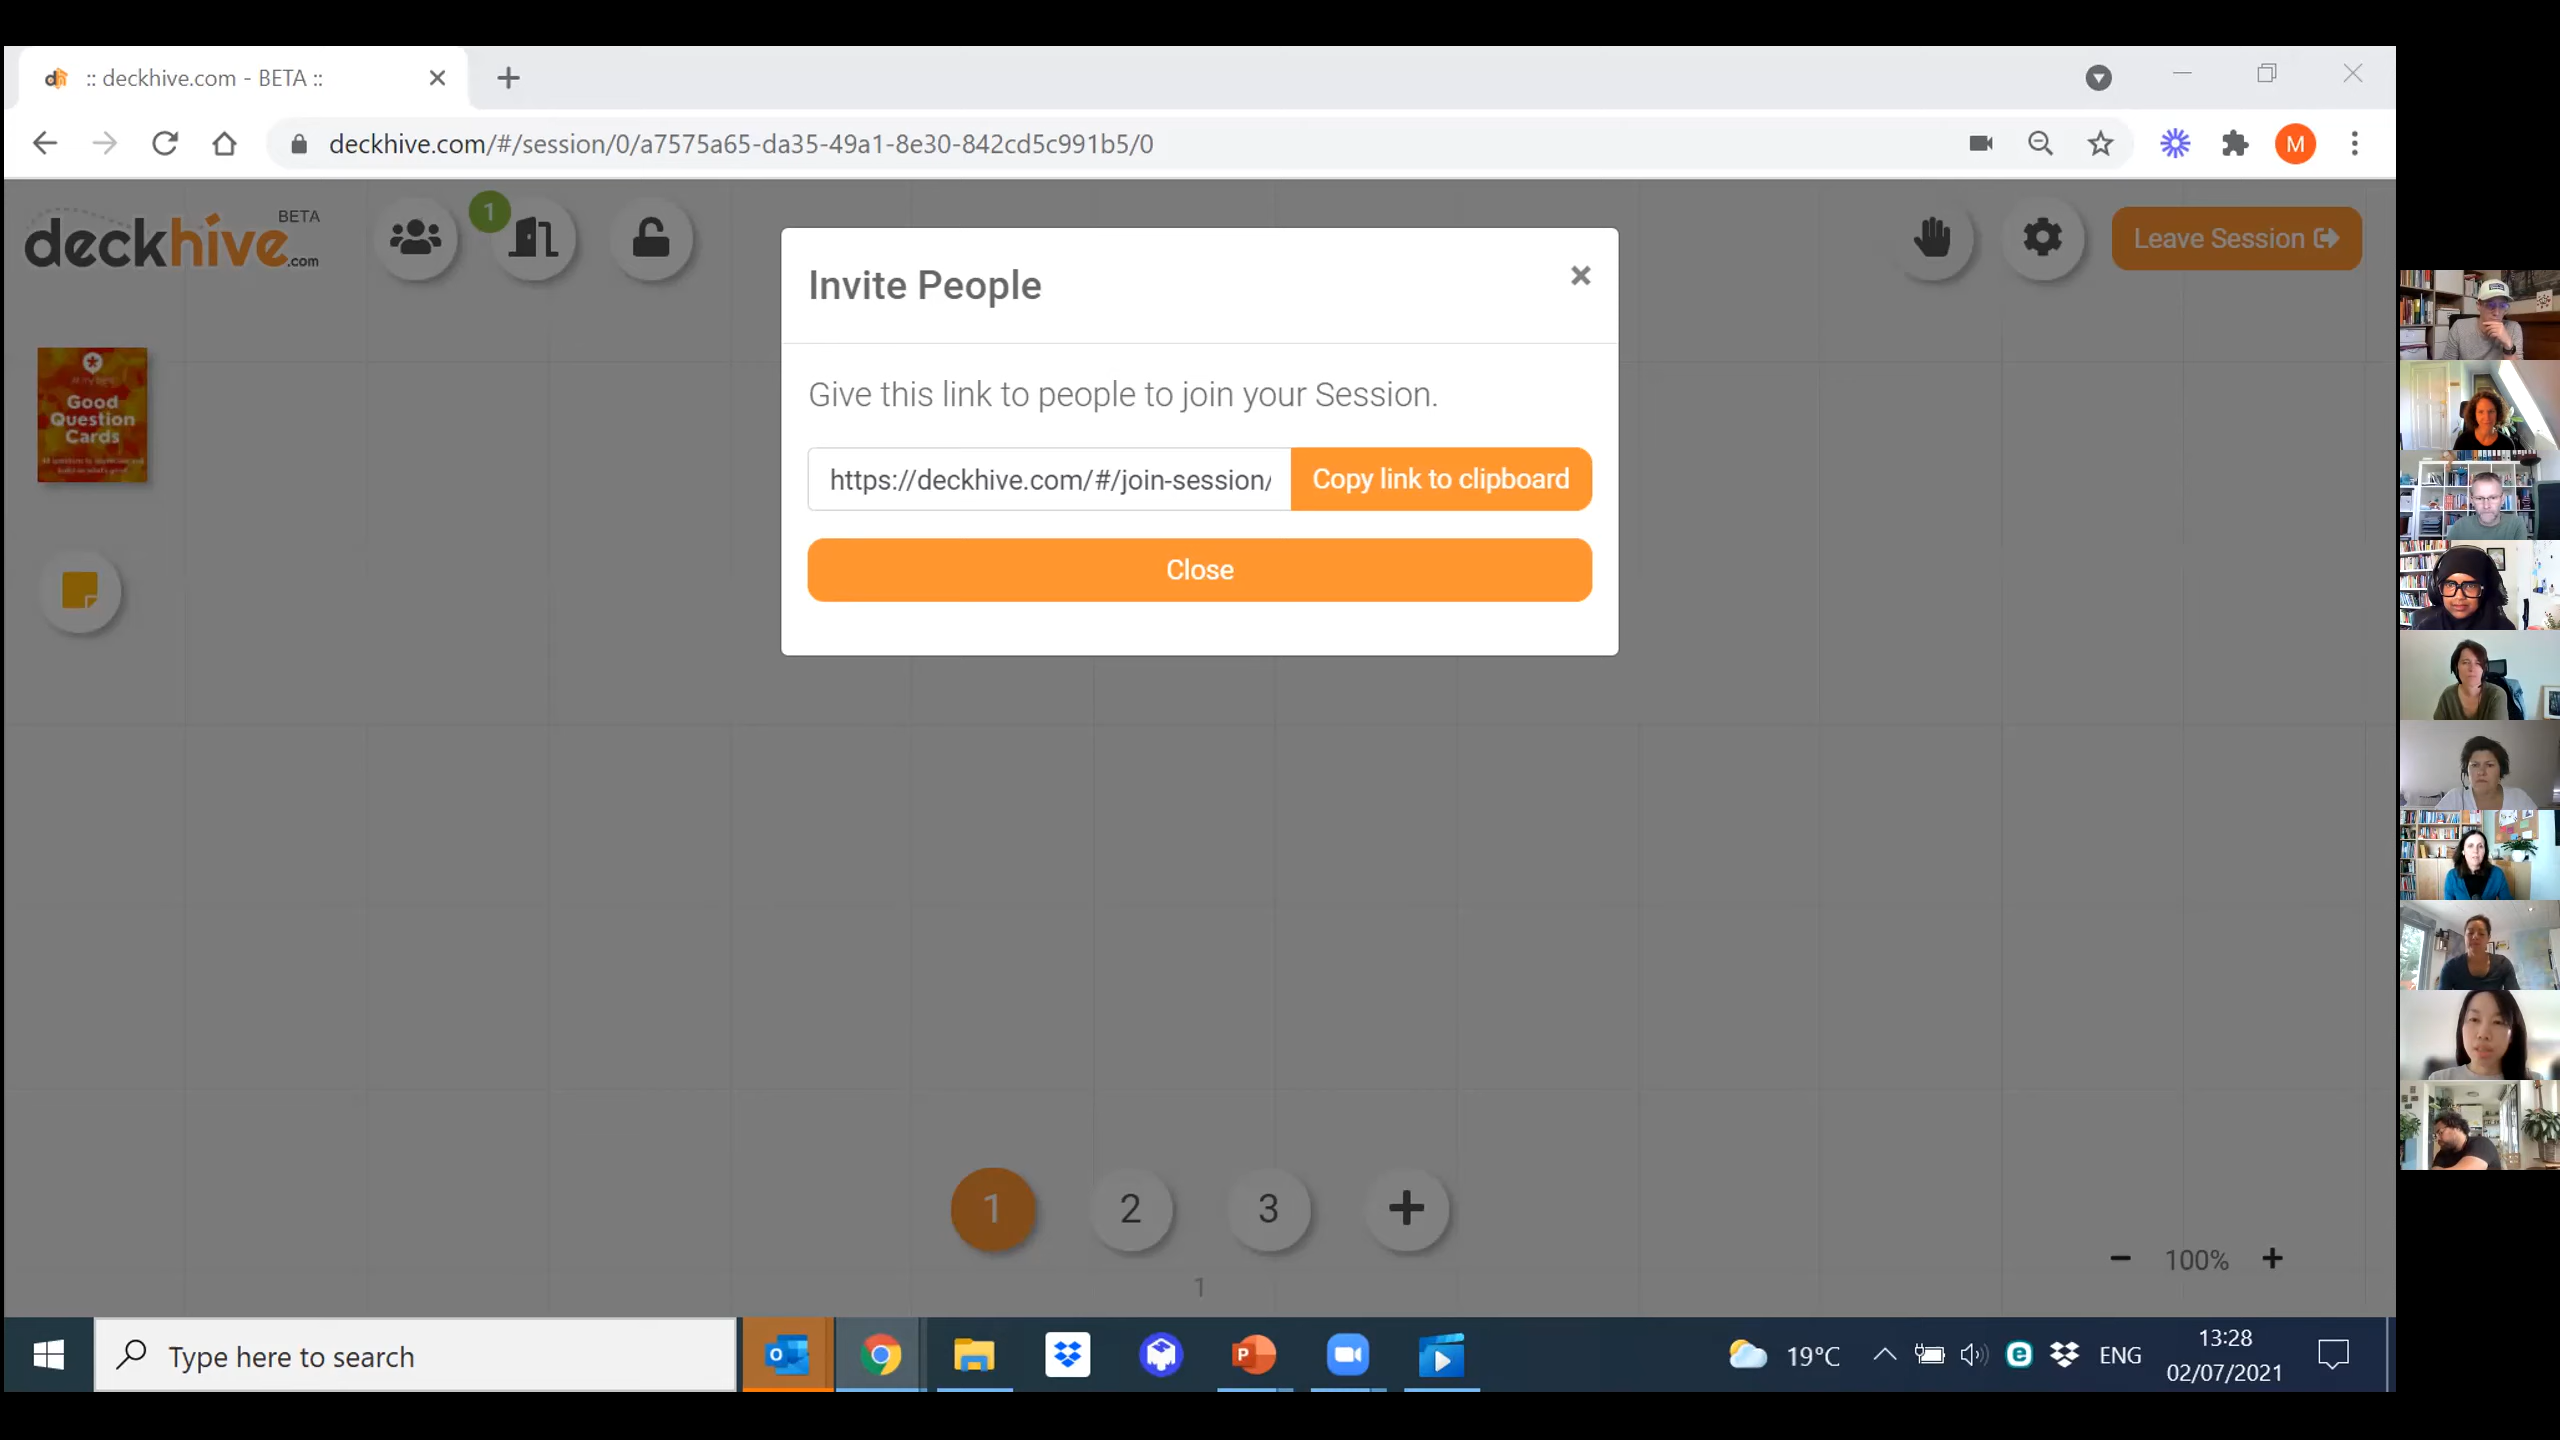 :: deckhive.com - BETA ::
deckhive.com/#/session/0/a7575a65-da35-49a1-8e30-842cd5c991b5/0
M
deckhive.com
BETA
1
Leave Session
Invite People
×
Give this link to people to join your Session.
https://deckhive.com/#/join-session/
Copy link to clipboard
Close
At my best
Good
Question
Cards
1
2
3
1
100%
Type here to search
19°C
ENG
13:28
02/07/2021